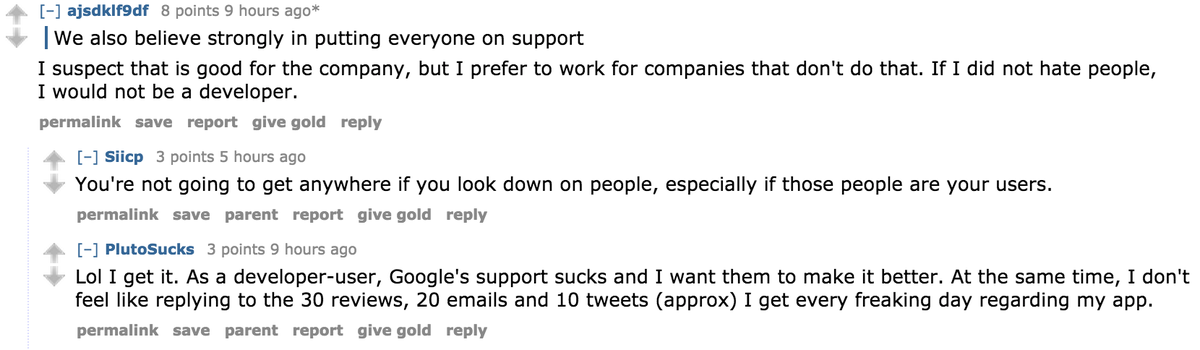 [–] ajsdklf9df 8 points 9 hours ago*
We also believe strongly in putting everyone on support
I suspect that is good for the company, but I prefer to work for companies that don't do that. If I did not hate people,
I would not be a developer.
permalink save report give gold reply
[–] Siicp 3 points 5 hours ago
You're not going to get anywhere if you look down on people, especially if those people are your users.
permalink save parent report give gold reply
[–] PlutoSucks 3 points 9 hours ago
Lol I get it. As a developer-user, Google's support sucks and I want them to make it better. At the same time, I don't
feel like replying to the 30 reviews, 20 emails and 10 tweets (approx) I get every freaking day regarding my app.
permalink save parent report give gold reply